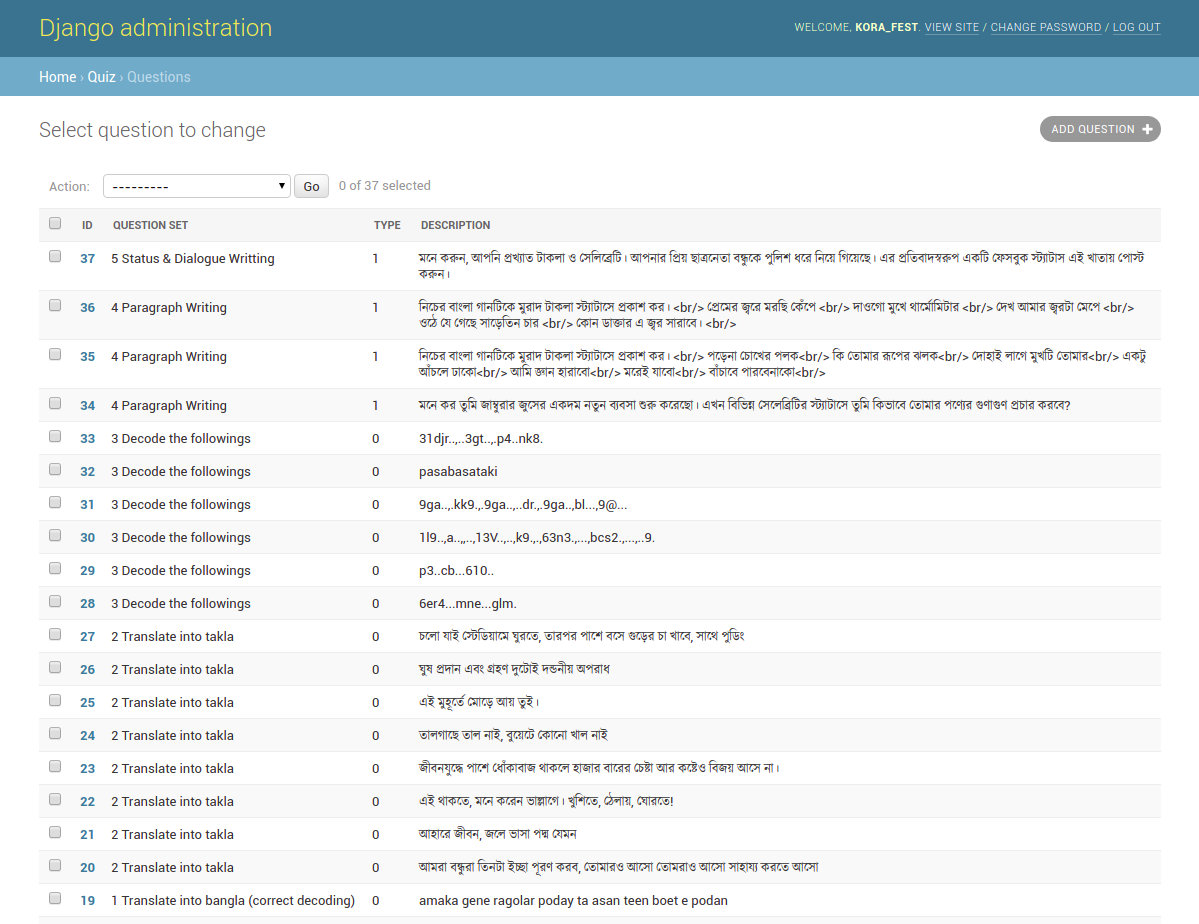 Django administration
WELCOME, KORA_FEST. VIEW SITE / CHANGE PASSWORD / LOG OUT
Home › Quiz › Questions
Select question to change
ADD QUESTION +
Action: --------- Go 0 of 37 selected
ID QUESTION SET TYPE DESCRIPTION
37 5 Status & Dialogue Writting 1 মনে করুন, আপনি প্রখ্যাত টাকলা ও সেলিব্রেটি। আপনার প্রিয় ছাত্রনেতা বন্ধুকে পুলিশ ধরে নিয়ে গিয়েছে। এর প্রতিবাদস্বরুপ একটি ফেসবুক স্ট্যাটাস এই খাতায় পোস্ট
করুন।
36 4 Paragraph Writing 1 নিচের বাংলা গানটিকে মুরাদ টাকলা স্ট্যাটাসে প্রকাশ কর। <br/> প্রেমের জ্বরে মরছি কেঁপে <br/> দাওগো মুখে থার্মোমিটার <br/> দেখ আমার জ্বরটা মেপে <br/>
ওঠে যে গেছে সাড়েতিন চার <br/> কোন ডাক্তার এ জ্বর সারাবে। <br/>
35 4 Paragraph Writing 1 নিচের বাংলা গানটিকে মুরাদ টাকলা স্ট্যাটাসে প্রকাশ কর। <br/> পড়েনা চোখের পলক<br/> কি তোমার রূপের ঝলক<br/> দোহাই লাগে মুখটি তোমার<br/> একটু
আঁচলে ঢাকো<br/> আমি জ্ঞান হারাবো<br/> মরেই যাবো<br/> বাঁচাবে পারবেনাকো<br/>
34 4 Paragraph Writing 1 মনে কর তুমি জাম্বুরার জুসের একদম নতুন ব্যবসা শুরু করেছো। এখন বিভিন্ন সেলেব্রিটির স্ট্যাটাসে তুমি কিভাবে তোমার পণ্যের গুণাগুণ প্রচার করবে?
33 3 Decode the followings 0 31djr..,..3gt..,.p4..nk8.
32 3 Decode the followings 0 pasabasataki
31 3 Decode the followings 0 9ga..,.kk9.,.9ga..,..dr.,.9ga..,bl...,9@...
30 3 Decode the followings 0 1l9..,a..,,..,13V..,..,k9.,.,63n3.,...,bcs2.,...,..9.
29 3 Decode the followings 0 p3..cb...610..
28 3 Decode the followings 0 6er4...mne...glm.
27 2 Translate into takla 0 চলো যাই স্টেডিয়ামে ঘুরতে, তারপর পাশে বসে গুড়ের চা খাবে, সাথে পুডিং
26 2 Translate into takla 0 ঘুষ প্রদান এবং গ্রহণ দুটোই দন্ডনীয় অপরাধ
25 2 Translate into takla 0 এই মুহূর্তে মোড়ে আয় তুই।
24 2 Translate into takla 0 তালগাছে তাল নাই, বুয়েটে কোনো খাল নাই
23 2 Translate into takla 0 জীবনযুদ্ধে পাশে ধোঁকাবাজ থাকলে হাজার বারের চেষ্টা আর কষ্টেও বিজয় আসে না।
22 2 Translate into takla 0 এই থাকতে, মনে করেন ভাল্লাগে। খুশিতে, ঠেলায়, ঘোরতে!
21 2 Translate into takla 0 আহারে জীবন, জলে ভাসা পদ্ম যেমন
20 2 Translate into takla 0 আমরা বন্ধুরা তিনটা ইচ্ছা পূরণ করব, তোমারও আসো তোমরাও আসো সাহায্য করতে আসো
19 1 Translate into bangla (correct decoding) 0 amaka gene ragolar poday ta asan teen boet e podan